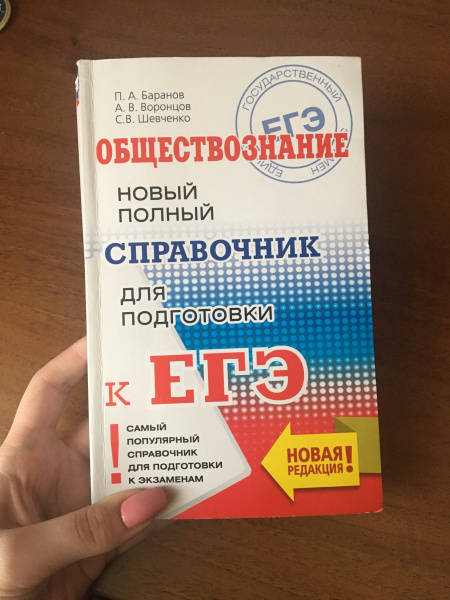 П. А. Баранов
А. В. Воронцов
С.В. Шевченко
ГОСУДАРСТВЕННЫЙ
ЕГЭ
ОБЩЕСТВОЗНАНИЕ
НОВЫЙ
ПОЛНЫЙ
СПРАВОЧНИК
ДЛЯ
ПОДГОТОВКИ
К ЕГЭ
! САМЫЙ
ПОПУЛЯРНЫЙ
СПРАВОЧНИК
ДЛЯ ПОДГОТОВКИ
К ЭКЗАМЕНАМ
НОВАЯ
РЕДАКЦИЯ!